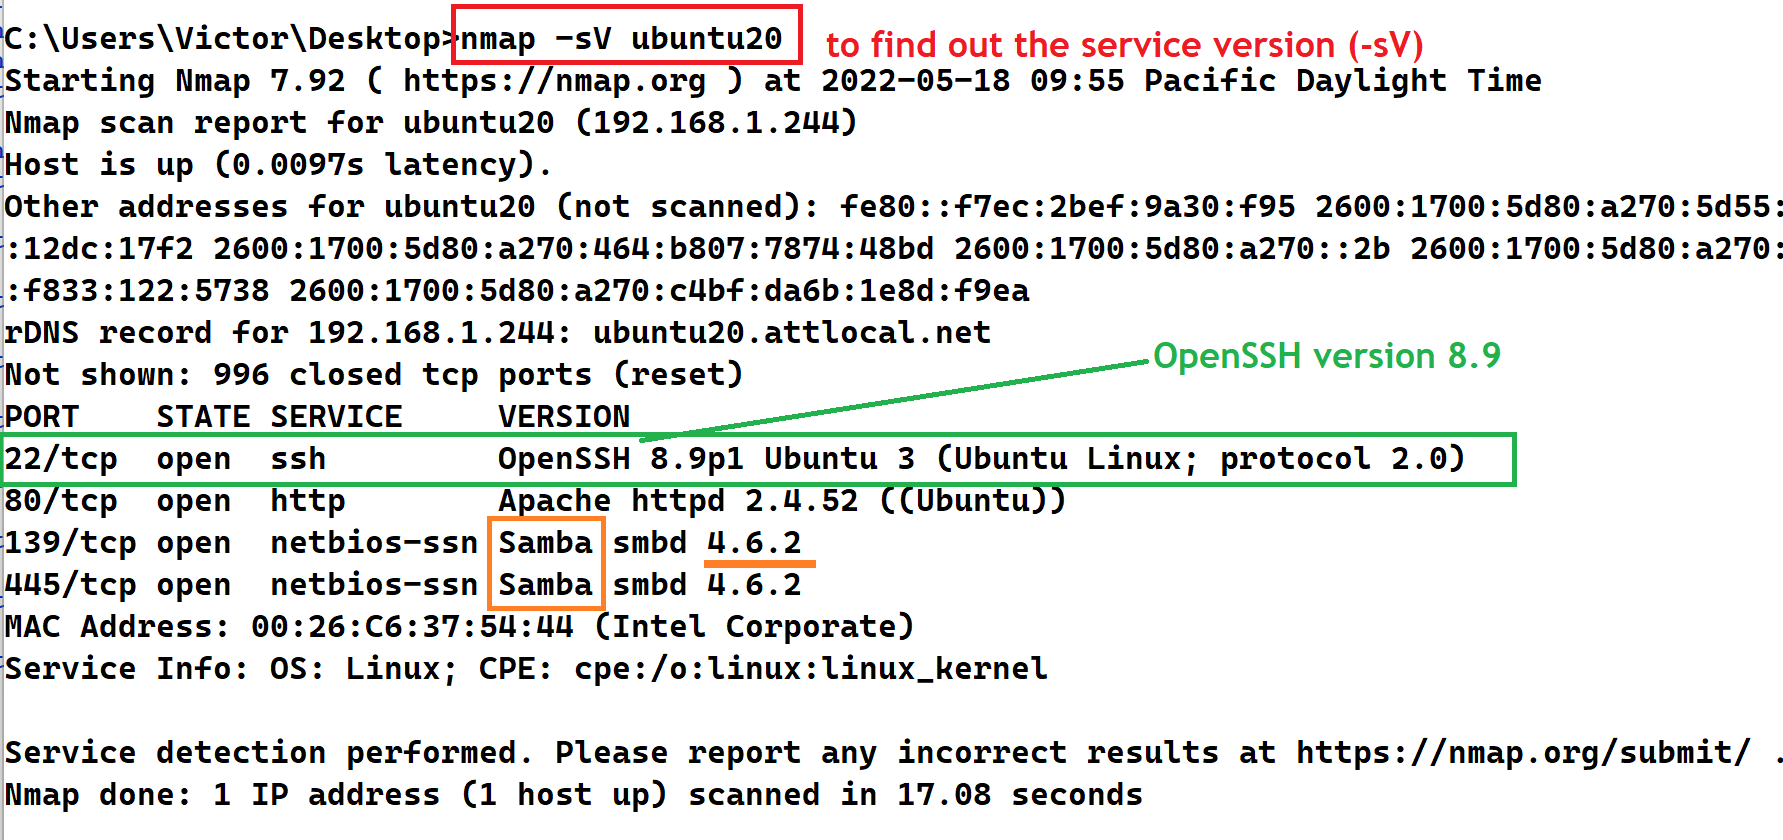 C:\Users\Victor\Desktop>nmap -sV ubuntu20 to find out the service version (-sV)
Starting Nmap 7.92 ( https://nmap.org ) at 2022-05-18 09:55 Pacific Daylight Time
Nmap scan report for ubuntu20 (192.168.1.244)
Host is up (0.0097s latency).
Other addresses for ubuntu20 (not scanned): fe80::f7ec:2bef:9a30:f95 2600:1700:5d80:a270:5d55:
:12dc:17f2 2600:1700:5d80:a270:464:b807:7874:48bd 2600:1700:5d80:a270::2b 2600:1700:5d80:a270:
:f833:122:5738 2600:1700:5d80:a270:c4bf:da6b:1e8d:f9ea
rDNS record for 192.168.1.244: ubuntu20.attlocal.net
OpenSSH version 8.9
Not shown: 996 closed tcp ports (reset)
PORT STATE SERVICE VERSION
22/tcp open ssh OpenSSH 8.9p1 Ubuntu 3 (Ubuntu Linux; protocol 2.0)
80/tcp open http Apache httpd 2.4.52 ((Ubuntu))
139/tcp open netbios-ssn Samba smbd 4.6.2
445/tcp open netbios-ssn Samba smbd 4.6.2
MAC Address: 00:26:C6:37:54:44 (Intel Corporate)
Service Info: OS: Linux; CPE: cpe:/o:linux:linux_kernel
Service detection performed. Please report any incorrect results at https://nmap.org/submit/ .
Nmap done: 1 IP address (1 host up) scanned in 17.08 seconds